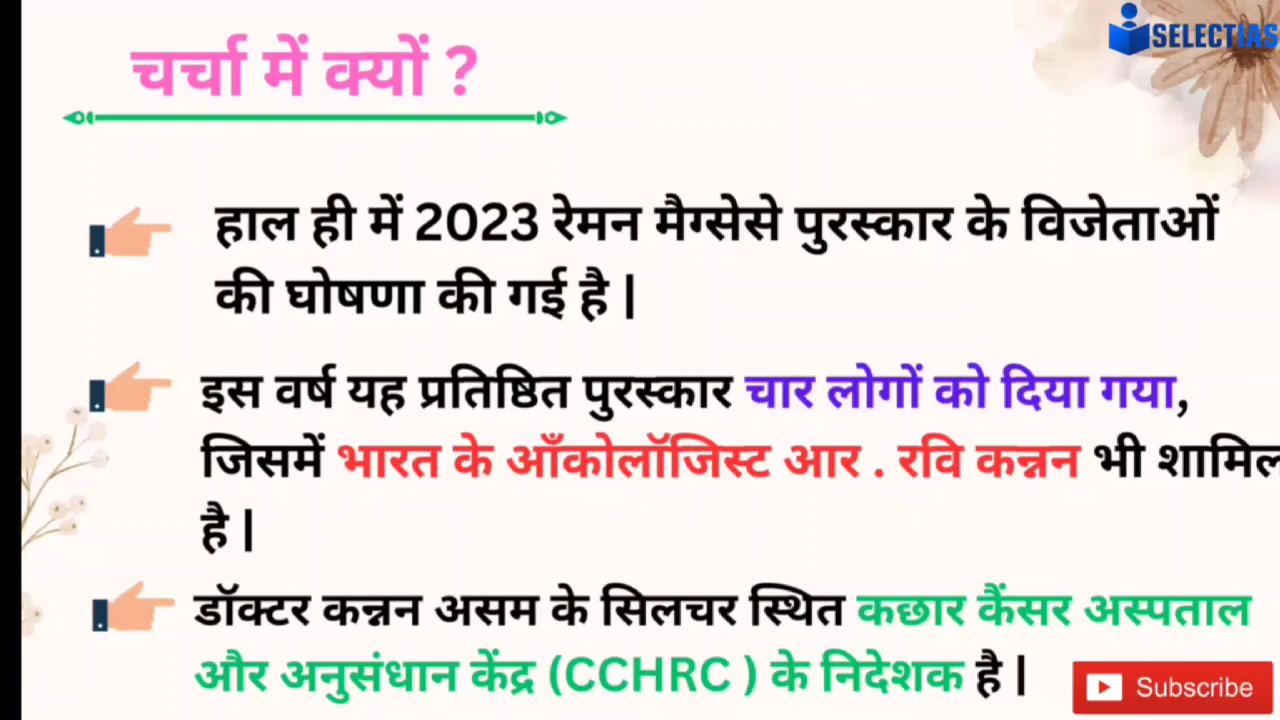 SELECTIAS
चर्चा में क्यों ?
हाल ही में 2023 रेमन मैग्सेसे पुरस्कार के विजेताओं
की घोषणा की गई है |
इस वर्ष यह प्रतिष्ठित पुरस्कार चार लोगों को दिया गया,
जिसमें भारत के ऑंकोलॉजिस्ट आर . रवि कन्नन भी शामिल
है |
डॉक्टर कन्नन असम के सिलचर स्थित कछार कैंसर अस्पताल
और अनुसंधान केंद्र (CCHRC ) के निदेशक है |
Subscribe